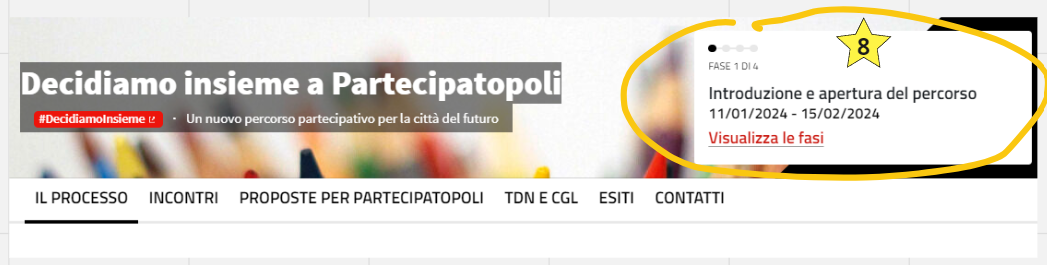 Decidiamo insieme a Partecipatopoli
#DecidiamoInsieme · Un nuovo percorso partecipativo per la città del futuro
8
FASE 1 DI 4
Introduzione e apertura del percorso
11/01/2024 - 15/02/2024
Visualizza le fasi
IL PROCESSO INCONTRI PROPOSTE PER PARTECIPATOPOLI TDN E CGL ESITI CONTATTI